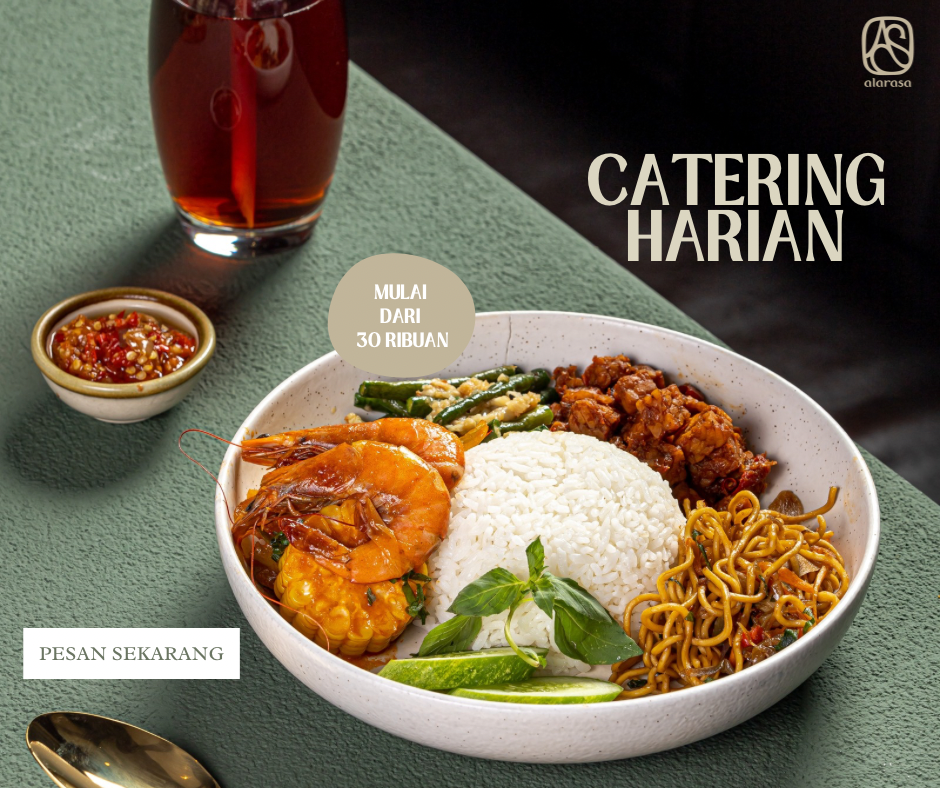 alarasa
CATERING
HARIAN
MULAI
DARI
30 RIBUAN
PESAN SEKARANG